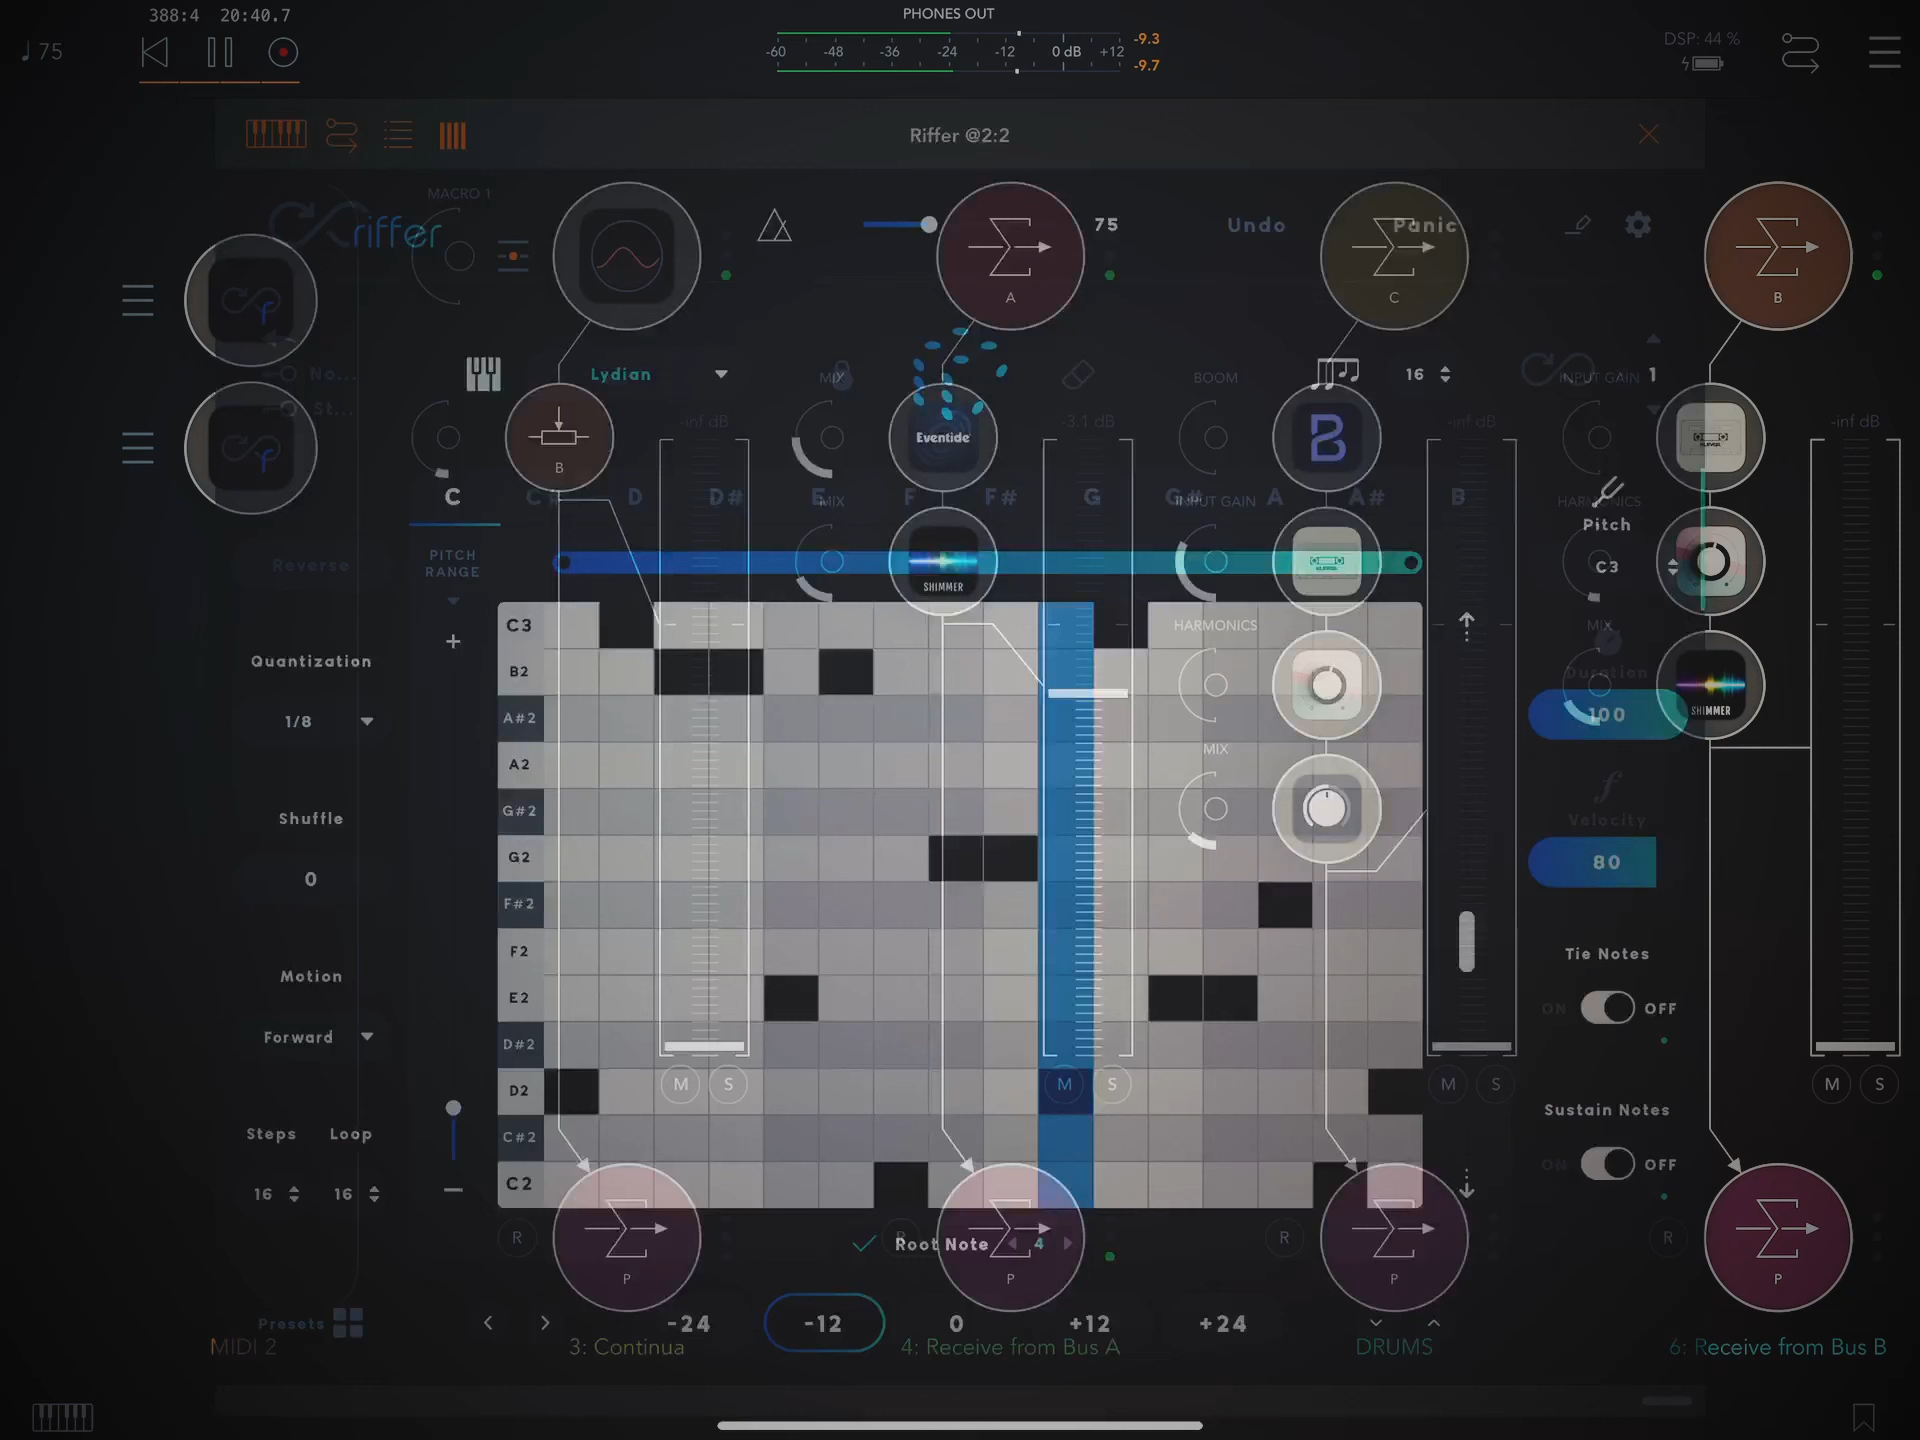 388:4 20:40.7
PHONES OUT
75
-60 -48 -36 -24 -12 0 dB +12
-9.3
-9.7
DSP: 44 %
Riffer @2:2
MACRO 1
riffer
75
Undo
Panic
A
C
B
No...
St...
Lydian
MIX
BOOM
16
INPUT GAIN
1
-inf dB
-3.1 dB
-inf dB
-inf dB
Eventide
B
B
C C# D D# E F F# G G# A A# B
MIX
INPUT GAIN
HARMONICS
Pitch
C3
Reverse
PITCH
RANGE
SHIMMER
HARMONICS
MIX
Duration
100
SHIMMER
Quantization
1/8
Shuffle
0
Motion
Forward
Steps Loop
16 16
C3
B2
A#2
A2
G#2
G2
F#2
F2
E2
D#2
D2
C#2
C2
MIX
Velocity
80
Tie Notes
ON OFF
Sustain Notes
ON OFF
M S
M S
M S
M S
R
R
R
R
Root Note 4
P
P
P
P
Presets
-24 -12 0 +12 +24
MIDI 2
3: Continua
4: Receive from Bus A
DRUMS
6: Receive from Bus B